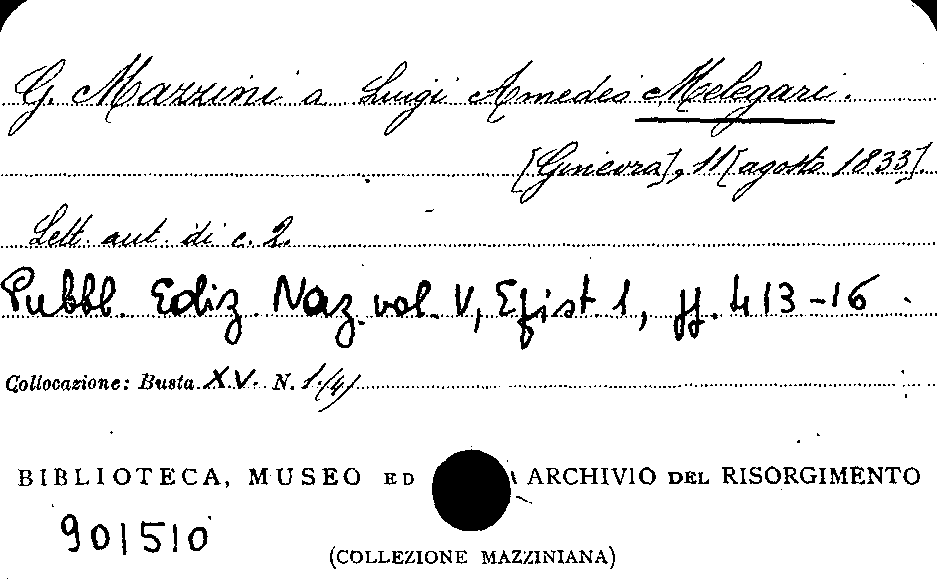 G. Mazzini a Luigi Amedeo Melegari.
[Ginevra], 11 [agosto 1833].
Lett. aut. di c. 2.
Pubbl. Ediz. Naz. vol. V, Epist. 1, pp. 413-16.
Collocazione: Busta XV. N. 1/(4)
BIBLIOTECA, MUSEO ED ARCHIVIO DEL RISORGIMENTO
901510
(COLLEZIONE MAZZINIANA)